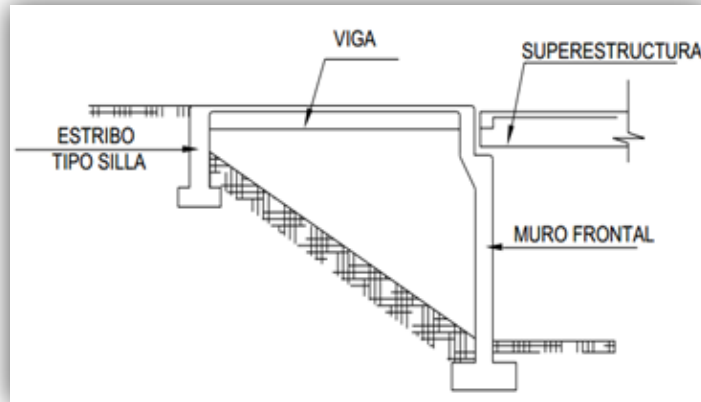 VIGA
SUPERESTRUCTURA
ESTRIBO
TIPO SILLA
MURO FRONTAL